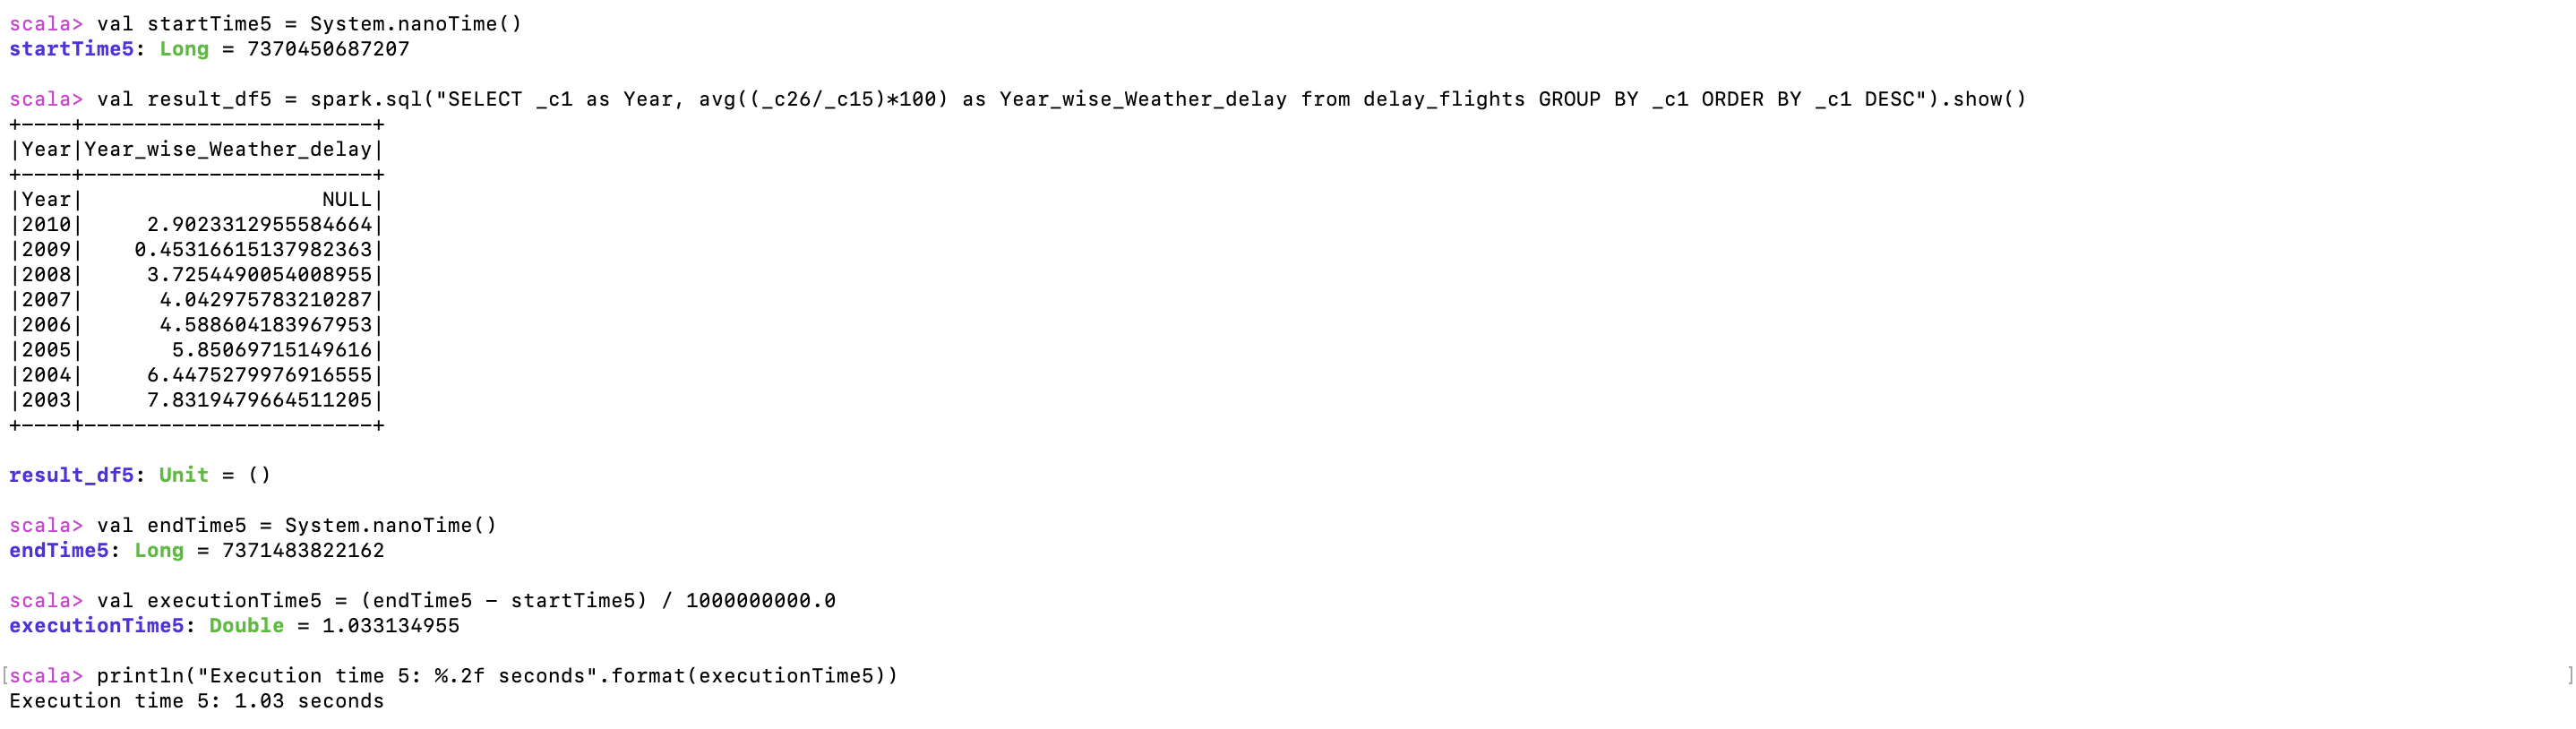 scala> val startTime5 = System.nanoTime()
startTime5: Long = 7370450687207
scala> val result_df5 = spark.sql("SELECT _c1 as Year, avg((_c26/_c15)*100) as Year_wise_Weather_delay from delay_flights GROUP BY _c1 ORDER BY _c1 DESC").show()
+----+-----------------------+
|Year|Year_wise_Weather_delay|
+----+-----------------------+
|Year|                   NULL|
|2010|     2.9023312955584664|
|2009|    0.45316615137982363|
|2008|     3.7254490054008955|
|2007|      4.042975783210287|
|2006|      4.588604183967953|
|2005|       5.85069715149616|
|2004|     6.4475279976916555|
|2003|     7.8319479664511205|
+----+-----------------------+
result_df5: Unit = ()
scala> val endTime5 = System.nanoTime()
endTime5: Long = 7371483822162
scala> val executionTime5 = (endTime5 - startTime5) / 1000000000.0
executionTime5: Double = 1.033134955
[scala> println("Execution time 5: %.2f seconds".format(executionTime5)) ]
Execution time 5: 1.03 seconds